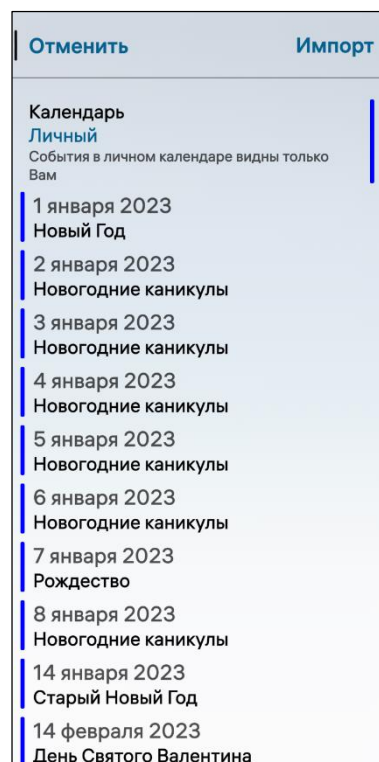 Отменить Импорт
Календарь
Личный
События в личном календаре видны только
Вам
1 января 2023
Новый Год
2 января 2023
Новогодние каникулы
3 января 2023
Новогодние каникулы
4 января 2023
Новогодние каникулы
5 января 2023
Новогодние каникулы
6 января 2023
Новогодние каникулы
7 января 2023
Рождество
8 января 2023
Новогодние каникулы
14 января 2023
Старый Новый Год
14 февраля 2023
День Святого Валентина